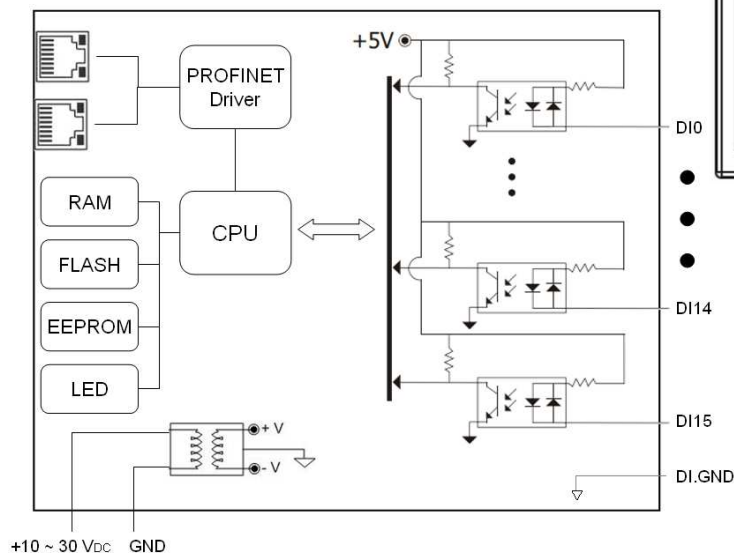 +5V
PROFINET
Driver
DI0
RAM
CPU
FLASH
DI14
EEPROM
LED
DI15
+ V
- V
DI.GND
+10 ~ 30 VDC
GND